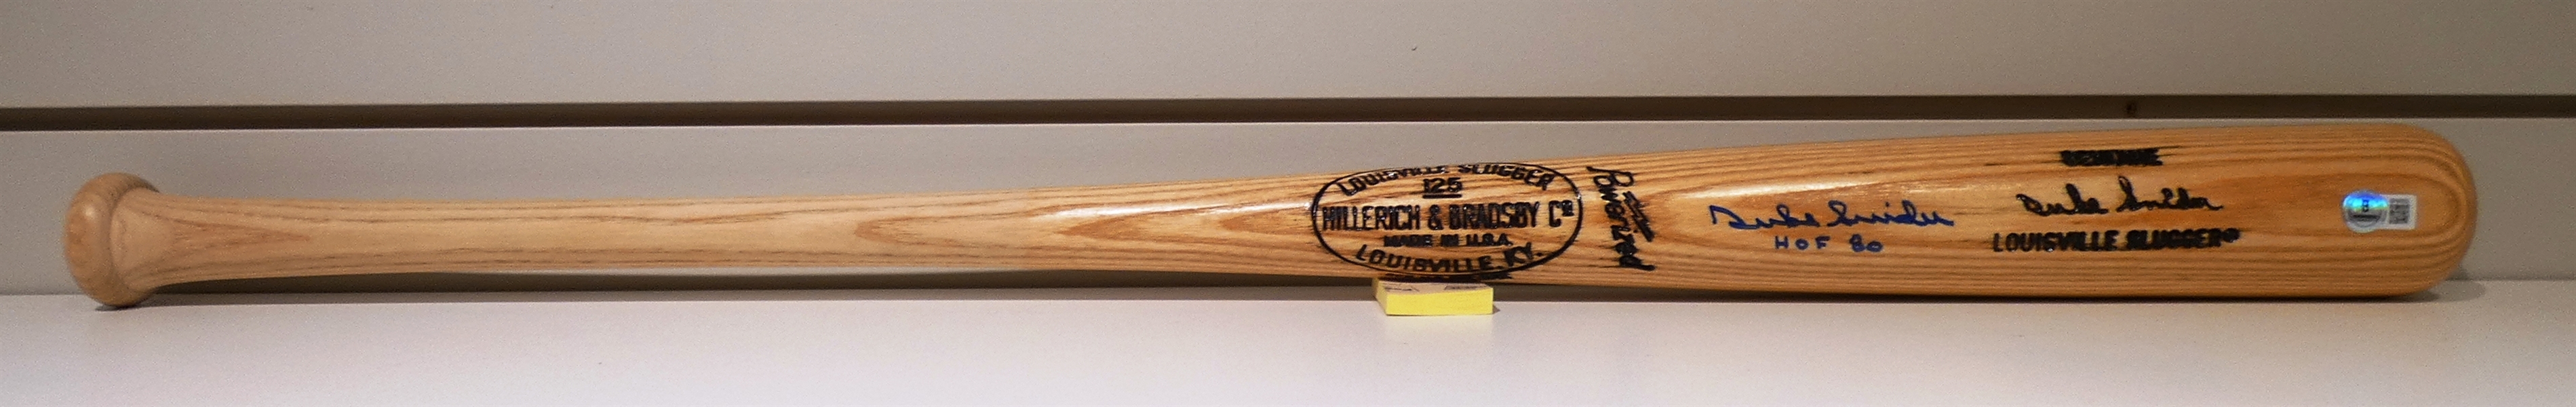 LOUISVILLE SLUGGER
125
HILLERICH & BRADSBY Co
MADE IN U.S.A.
LOUISVILLE, KY.
Powerized
Duke Snider
HOF 80
GENUINE
Duke Snider
LOUISVILLE SLUGGER®